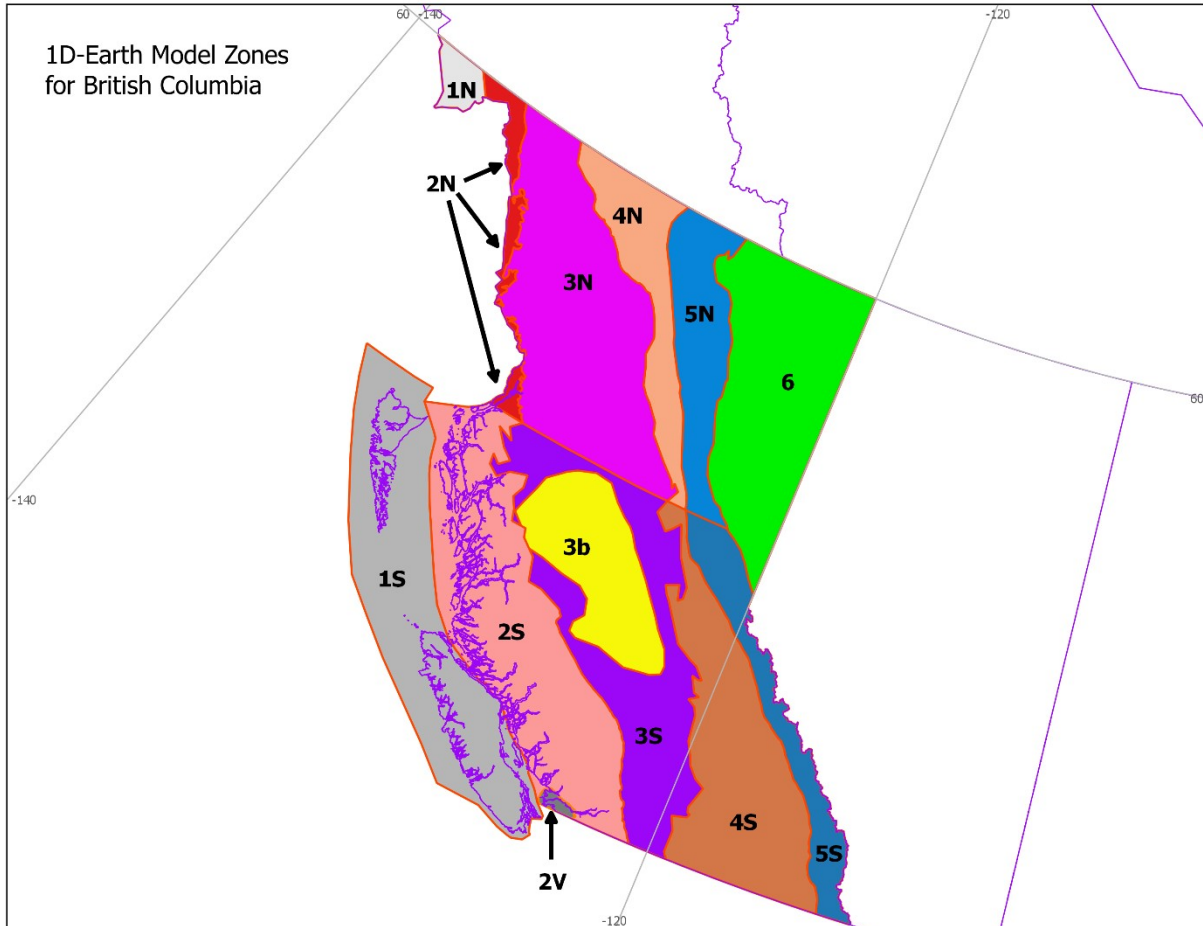 60
-140
-120
1D-Earth Model Zones
for British Columbia
1N
2N
4N
3N
5N
6
60
-140
3b
1S
2S
3S
4S
5S
2V
-120